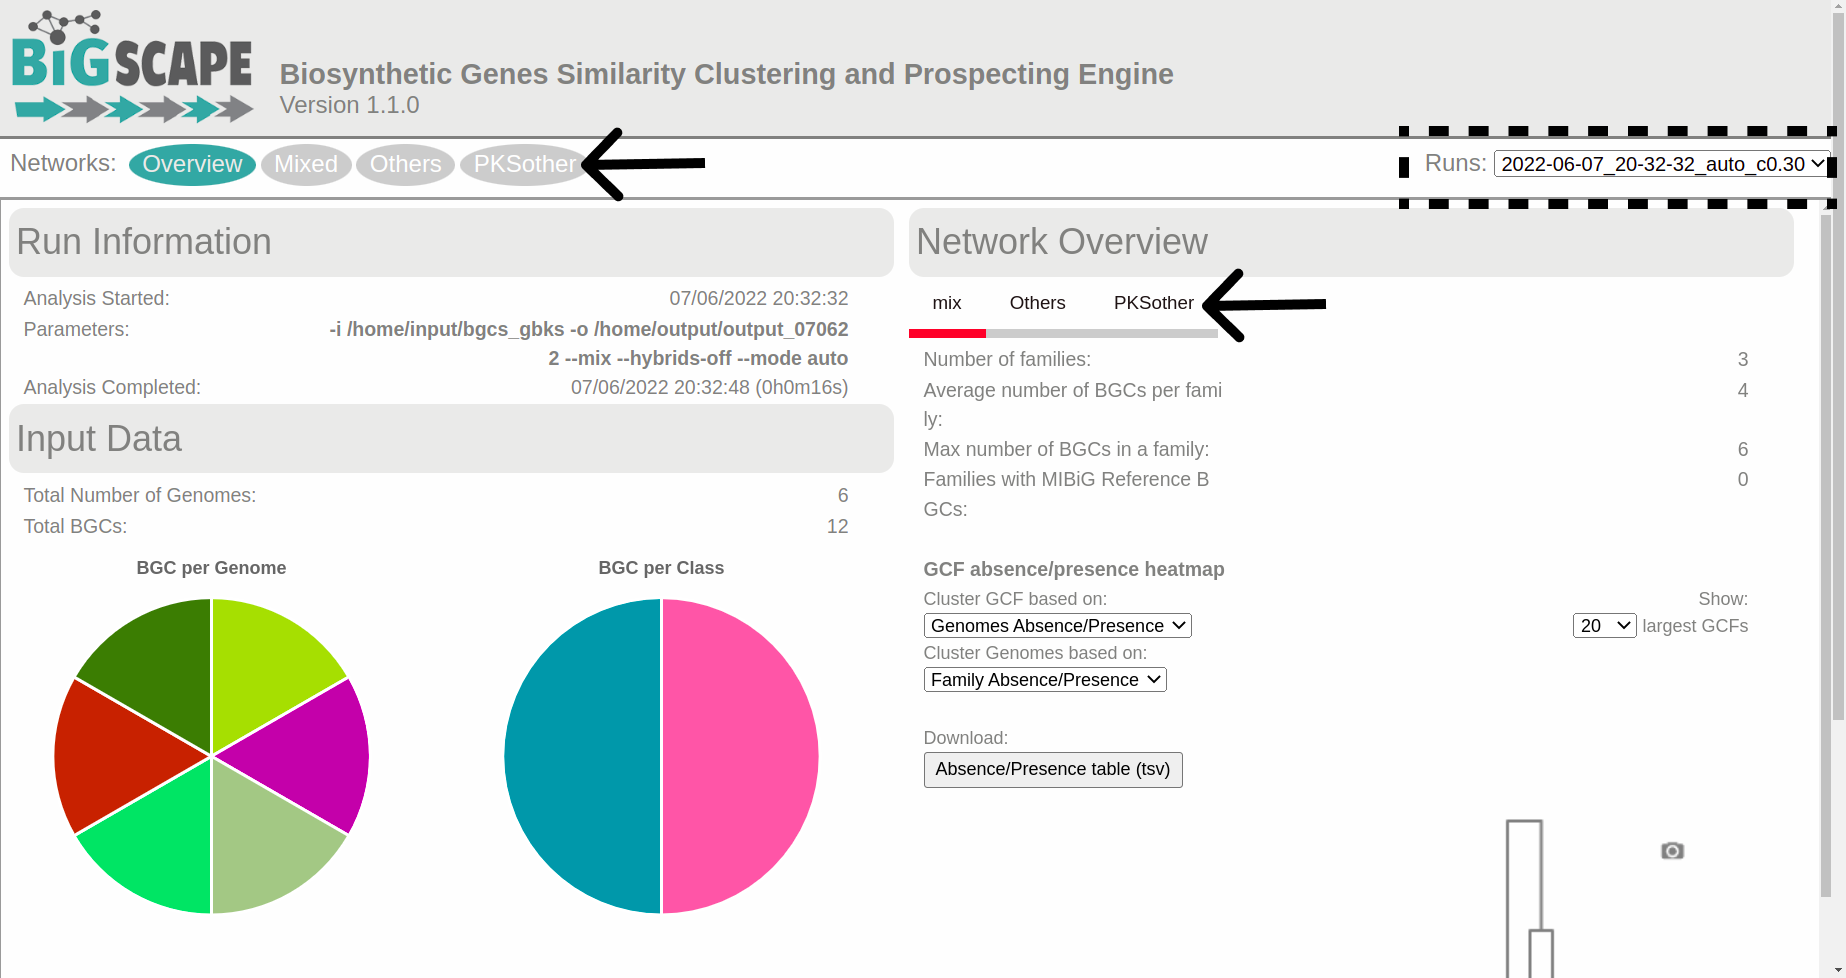 BiGSCAPE
Biosynthetic Genes Similarity Clustering and Prospecting Engine
Version 1.1.0
Networks: Overview Mixed Others PKSother
Runs: 2022-06-07_20-32-32_auto_c0.30
Run Information
Analysis Started: 07/06/2022 20:32:32
Parameters: -i /home/input/bgcs_gbks -o /home/output/output_07062
2 --mix --hybrids-off --mode auto
Analysis Completed: 07/06/2022 20:32:48 (0h0m16s)
Input Data
Total Number of Genomes: 6
Total BGCs: 12
BGC per Genome
BGC per Class
Network Overview
mix Others PKSother
Number of families: 3
Average number of BGCs per fami 4
ly:
Max number of BGCs in a family: 6
Families with MIBiG Reference B 0
GCs:
GCF absence/presence heatmap
Cluster GCF based on: Show:
Genomes Absence/Presence 20 largest GCFs
Cluster Genomes based on:
Family Absence/Presence
Download:
Absence/Presence table (tsv)